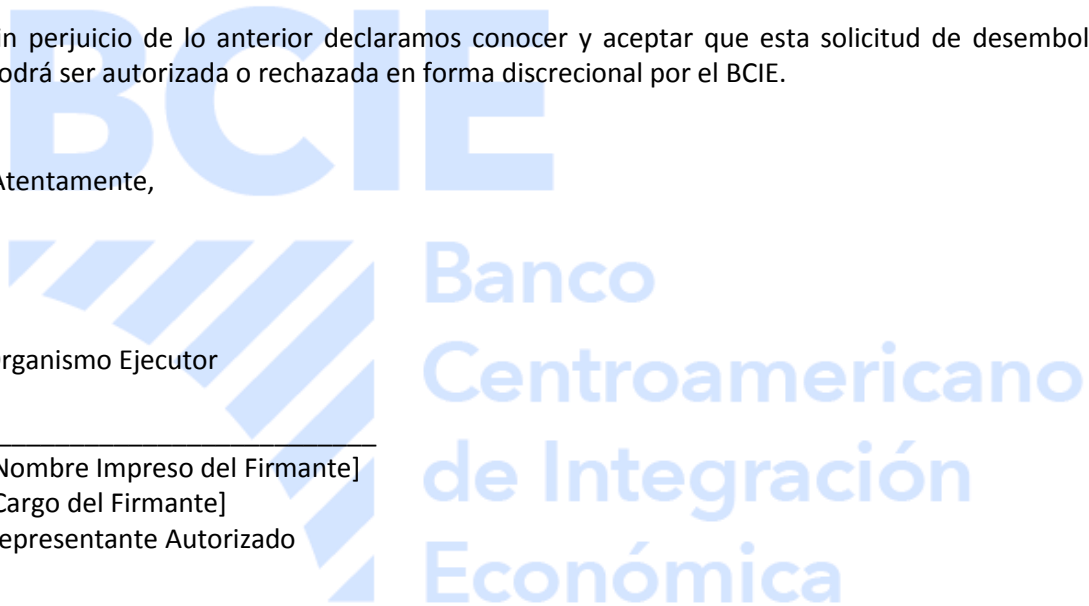 in perjuicio de lo anterior declaramos conocer y aceptar que esta solicitud de desembol
odrá ser autorizada o rechazada en forma discrecional por el BCIE.
BCIE
Atentamente,
Banco
Centroamericano
de Integración
Económica
rganismo Ejecutor
___________________________
Nombre Impreso del Firmante]
Cargo del Firmante]
epresentante Autorizado